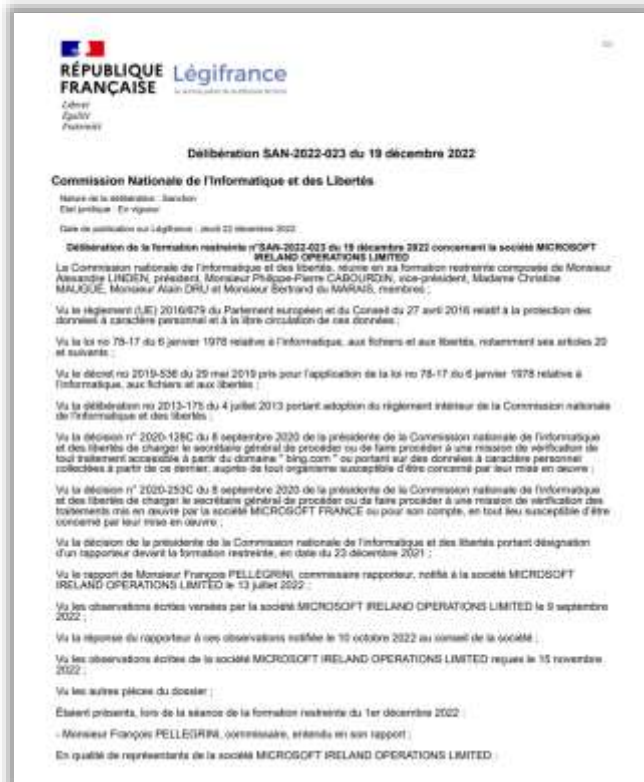 RÉPUBLIQUE
FRANÇAISE
Liberté
Égalité
Fraternité
Légifrance
Délibération SAN-2022-023 du 19 décembre 2022
Commission Nationale de l'Informatique et des Libertés
Nature de la délibération : Sanction
Etat juridique : En vigueur
Date de publication sur Légifrance : jeudi 22 décembre 2022
Délibération de la formation restreinte n°SAN-2022-023 du 19 décembre 2022 concernant la société MICROSOFT
IRELAND OPERATIONS LIMITED
La Commission nationale de l'informatique et des libertés, réunie en sa formation restreinte composée de Monsieur
Alexandre LINDEN, président, Monsieur Philippe-Pierre CABOURDIN, vice-président, Madame Christine
MAUGÜÉ, Monsieur Alain DRU et Monsieur Bertrand du MARAIS, membres ;
Vu le règlement (UE) 2016/679 du Parlement européen et du Conseil du 27 avril 2016 relatif à la protection des
données à caractère personnel et à la libre circulation de ces données ;
Vu la loi no 78-17 du 6 janvier 1978 relative à l'informatique, aux fichiers et aux libertés, notamment ses articles 20
et suivants ;
Vu le décret no 2019-536 du 29 mai 2019 pris pour l'application de la loi no 78-17 du 6 janvier 1978 relative à
l'informatique, aux fichiers et aux libertés ;
Vu la délibération no 2013-175 du 4 juillet 2013 portant adoption du règlement intérieur de la Commission nationale
de l'informatique et des libertés ;
Vu la décision n° 2020-128C du 8 septembre 2020 de la présidente de la Commission nationale de l'informatique
et des libertés de charger le secrétaire général de procéder ou de faire procéder à une mission de vérification de
tout traitement accessible à partir du domaine " bing.com " ou portant sur des données à caractère personnel
collectées à partir de ce dernier, auprès de tout organisme susceptible d'être concerné par leur mise en œuvre ;
Vu la décision n° 2020-253C du 8 septembre 2020 de la présidente de la Commission nationale de l'informatique
et des libertés de charger le secrétaire général de procéder ou de faire procéder à une mission de vérification des
traitements mis en œuvre par la société MICROSOFT FRANCE ou pour son compte, en tout lieu susceptible d'être
concerné par leur mise en œuvre ;
Vu la décision de la présidente de la Commission nationale de l'informatique et des libertés portant désignation
d'un rapporteur devant la formation restreinte, en date du 23 décembre 2021 ;
Vu le rapport de Monsieur François PELLEGRINI, commissaire rapporteur, notifié à la société MICROSOFT
IRELAND OPERATIONS LIMITED le 13 juillet 2022 ;
Vu les observations écrites versées par la société MICROSOFT IRELAND OPERATIONS LIMITED le 9 septembre
2022 ;
Vu la réponse du rapporteur à ces observations notifiée le 10 octobre 2022 au conseil de la société ;
Vu les observations écrites de la société MICROSOFT IRELAND OPERATIONS LIMITED reçues le 15 novembre
2022 ;
Vu les autres pièces du dossier ;
Étaient présents, lors de la séance de la formation restreinte du 1er décembre 2022 :
- Monsieur François PELLEGRINI, commissaire, entendu en son rapport ;
En qualité de représentants de la société MICROSOFT IRELAND OPERATIONS LIMITED :